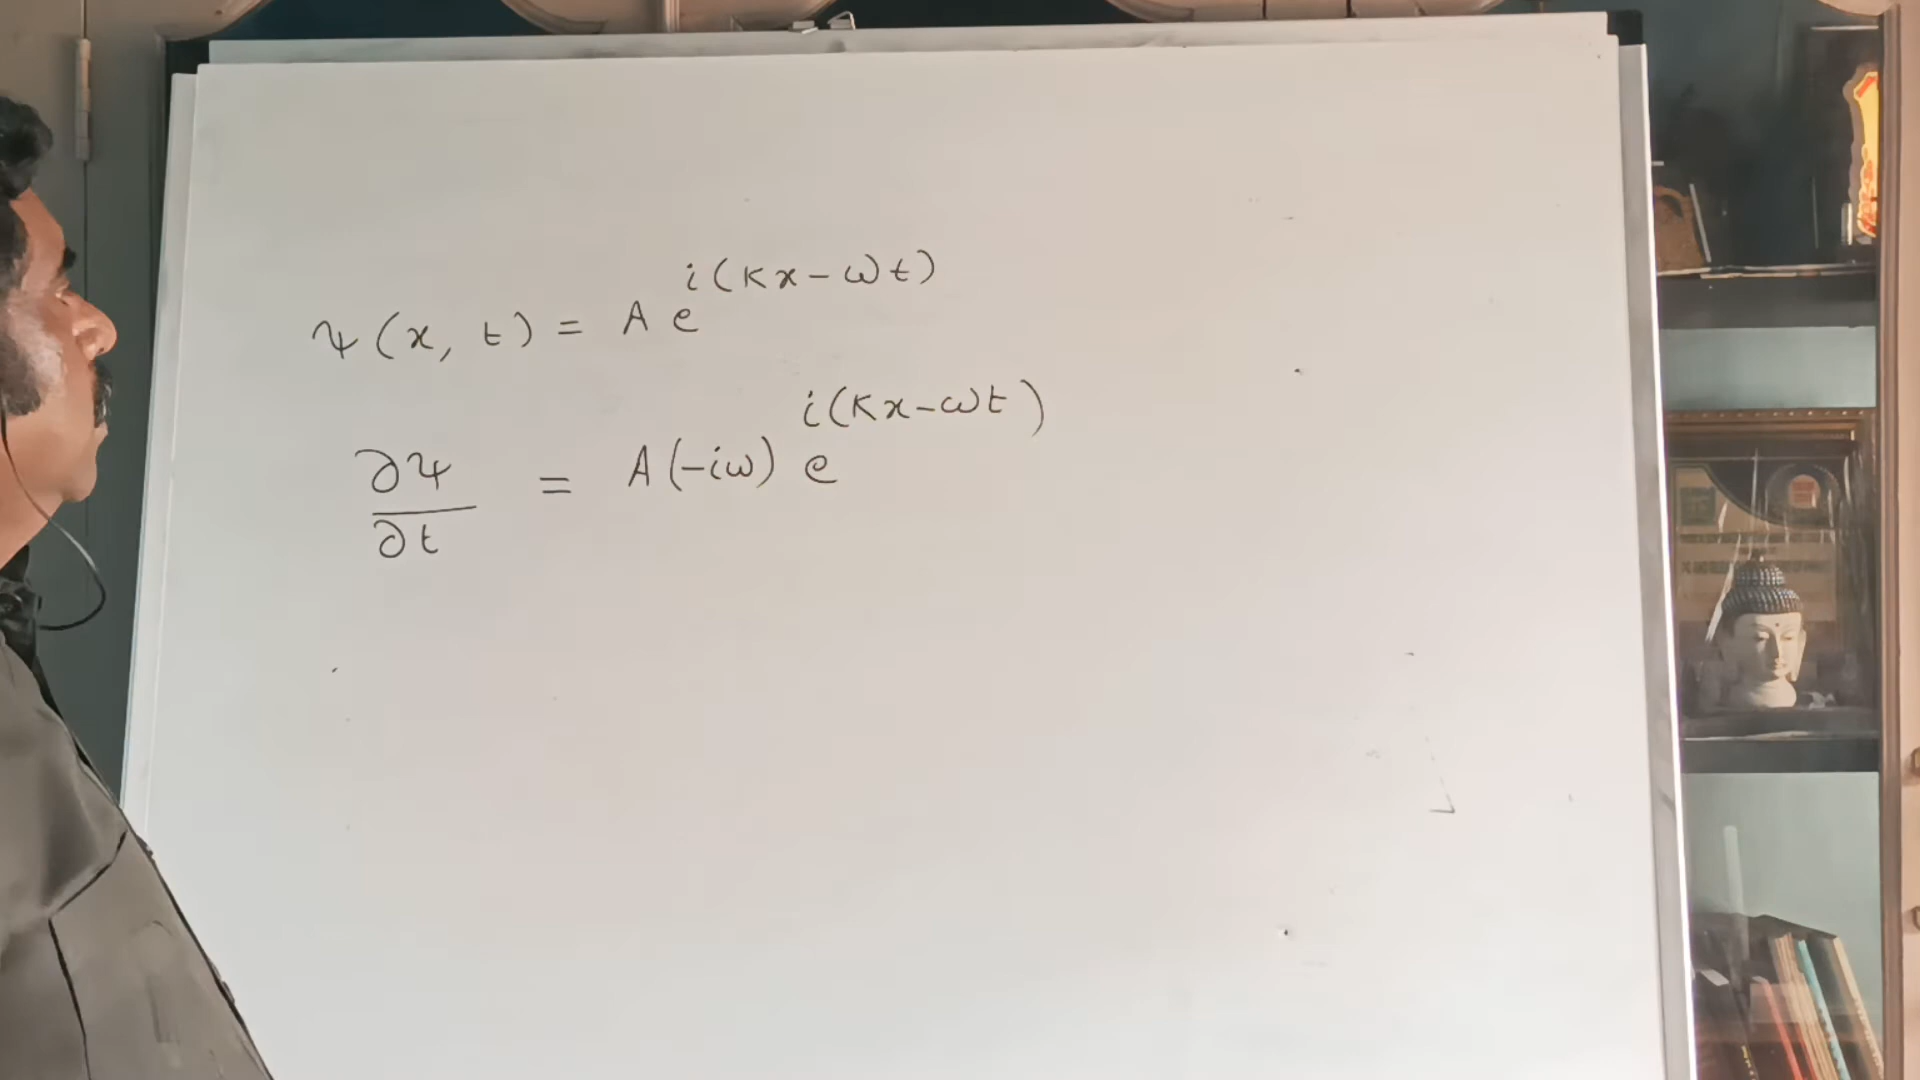 ψ(x, t) = A e^{i(kx-ωt)}
∂ψ/∂t = A(-iω) e^{i(kx-ωt)}